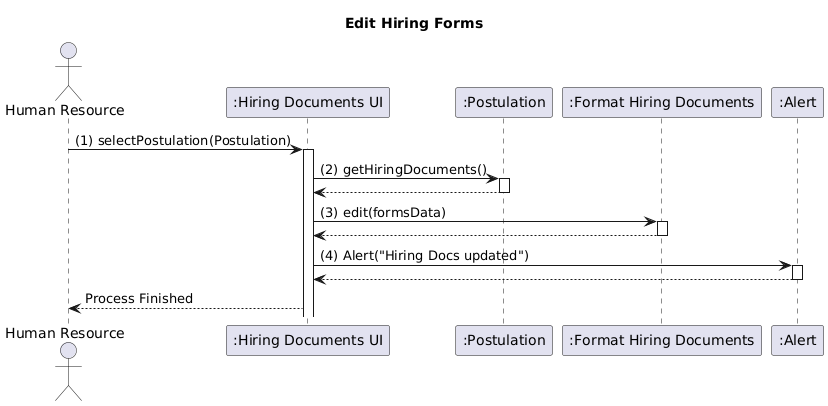 Edit Hiring Forms
Human Resource
:Hiring Documents UI
:Postulation
:Format Hiring Documents
:Alert
(1) selectPostulation(Postulation)
(2) getHiringDocuments()
(3) edit(formsData)
(4) Alert("Hiring Docs updated")
Process Finished
Human Resource
:Hiring Documents UI
:Postulation
:Format Hiring Documents
:Alert